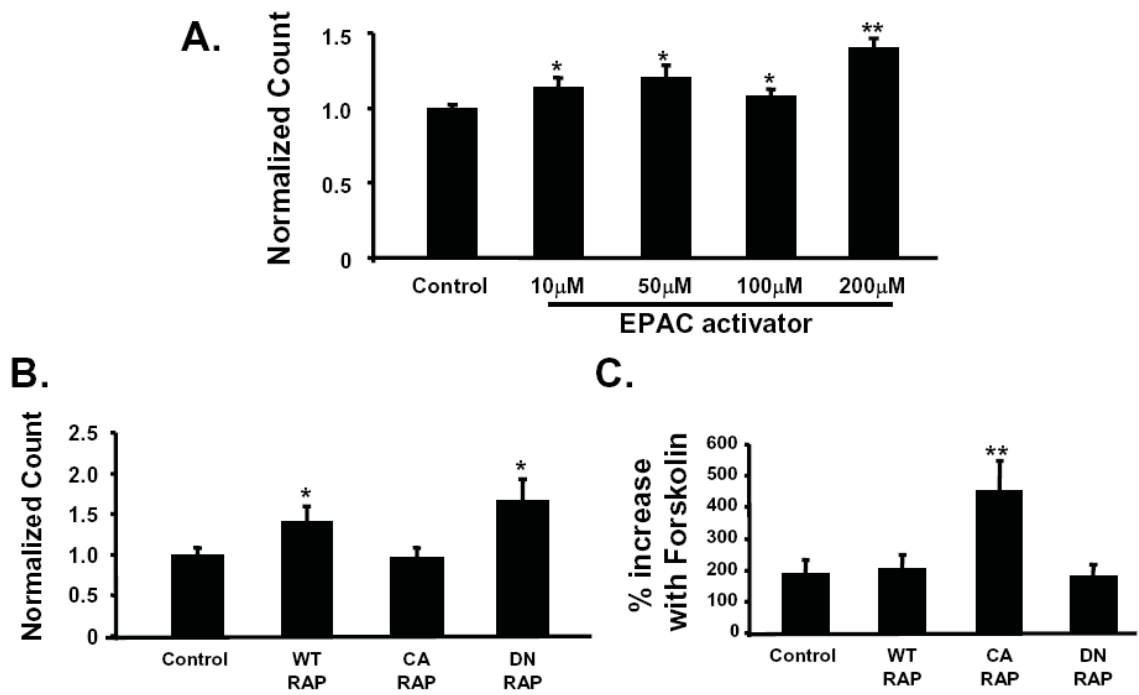 A.
Normalized Count
1.5
1.0
0.5
0
*
*
*
**
Control
10μM
50μM
100μM
200μM
EPAC activator
B.
Normalized Count
2.5
2.0
1.5
1.0
0.5
0
*
*
Control
WT
RAP
CA
RAP
DN
RAP
C.
% increase
with Forskolin
600
500
400
300
200
100
0
**
Control
WT
RAP
CA
RAP
DN
RAP